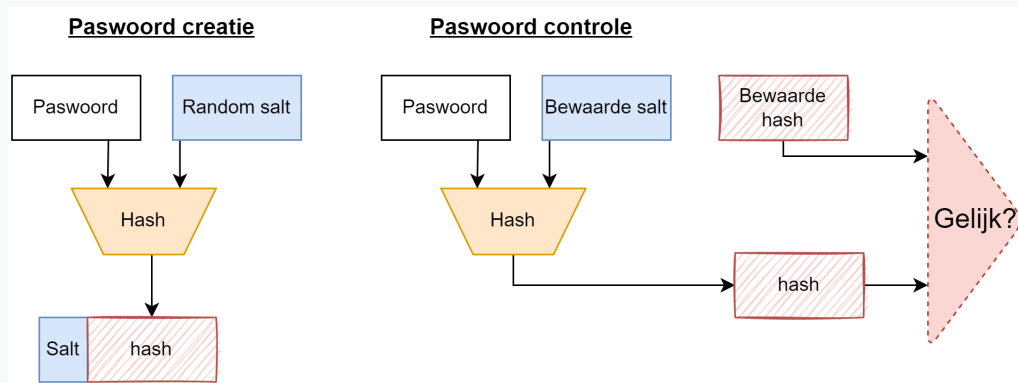 Paswoord creatie
Paswoord controle
Paswoord
Random salt
Paswoord
Bewaarde salt
Bewaarde
hash
Hash
Hash
Gelijk?
hash
Salt
hash